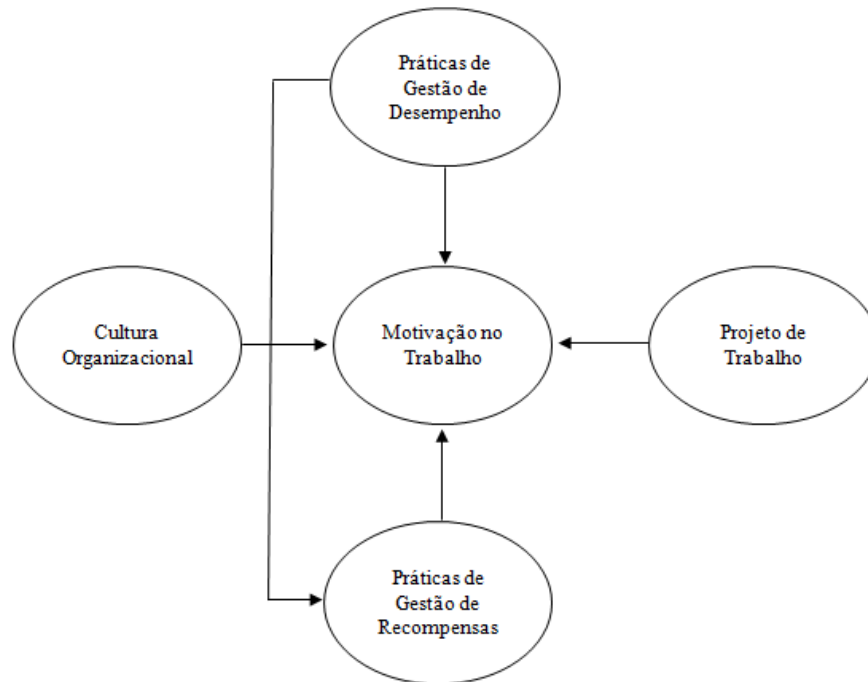 Práticas de
Gestão de
Desempenho
Cultura
Organizacional
Motivação no
Trabalho
Projeto de
Trabalho
Práticas de
Gestão de
Recompensas